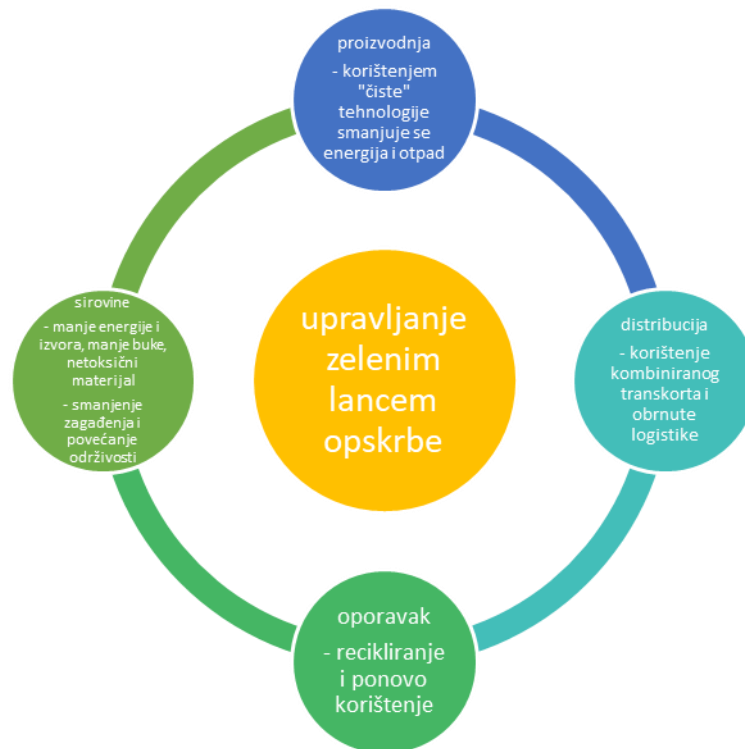 proizvodnja
- korištenjem
"čiste"
tehnologije
smanjuje se
energija i otpad
sirovine
- manje energije i
izvora, manje buke,
netoksični
materijal
- smanjenje
zagađenja i
povećanje
održivosti
upravljanje
zelenim
lancem
opskrbe
distribucija
- korištenje
kombiniranog
transkorta i
obrnute
logistike
oporavak
- recikliranje
i ponovo
korištenje